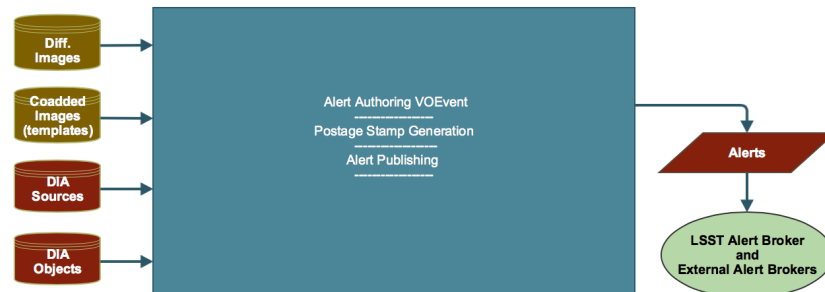 Diff.
Images
Coadded
Images
(templates)
DIA
Sources
DIA
Objects
Alert Authoring VOEvent
-------------------
Postage Stamp Generation
-------------------
Alert Publishing
-------------------
Alerts
LSST Alert Broker
and
External Alert Brokers